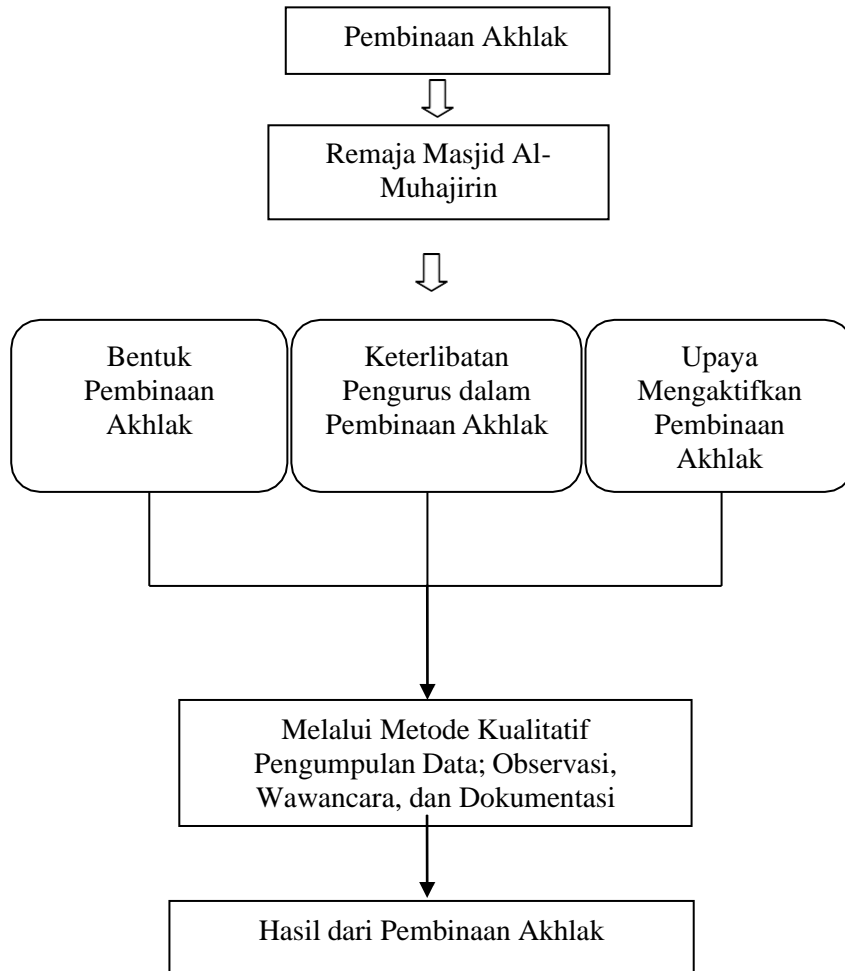 Pembinaan Akhlak
Remaja Masjid Al-
Muhajirin
Bentuk
Pembinaan
Akhlak
Keterlibatan
Pengurus dalam
Pembinaan Akhlak
Upaya
Mengaktifkan
Pembinaan
Akhlak
Melalui Metode Kualitatif
Pengumpulan Data; Observasi,
Wawancara, dan Dokumentasi
Hasil dari Pembinaan Akhlak